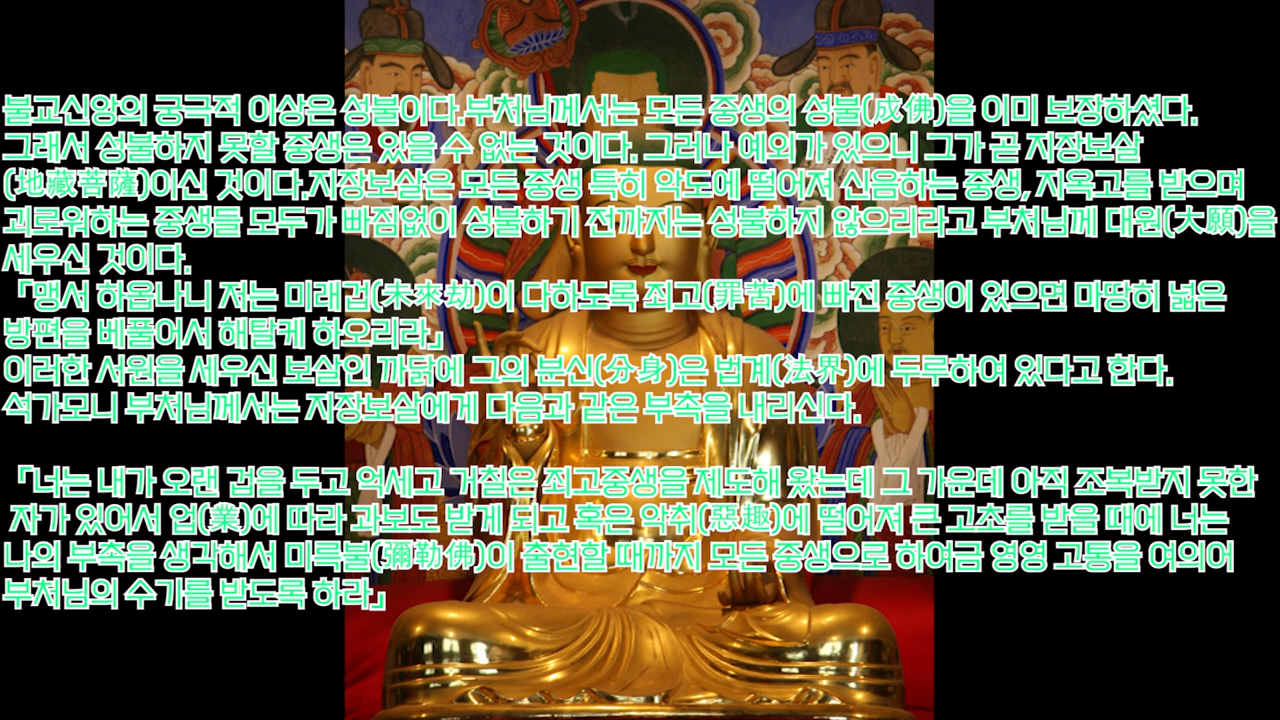 불교신앙의 궁극적 이상은 성불이다.부처님께서는 모든 중생의 성불(成佛)을 이미 보장하셨다.
그래서 성불하지 못할 중생은 있을 수 없는 것이다. 그러나 예외가 있으니 그가 곧 지장보살
(地藏菩薩)이신 것이다.지장보살은 모든 중생 특히 악도에 떨어져 신음하는 중생, 지옥고를 받으며
괴로워하는 중생들 모두가 빠짐없이 성불하기 전까지는 성불하지 않으리라고 부처님께 대원(大願)을
세우신 것이다.
「맹서 하옵나니 저는 미래겁(未來劫)이 다하도록 죄고(罪苦)에 빠진 중생이 있으면 마땅히 넓은
방편을 베풀어서 해탈케 하오리라」
이러한 서원을 세우신 보살인 까닭에 그의 분신(分身)은 법계(法界)에 두루하여 있다고 한다.
석가모니 부처님께서는 지장보살에게 다음과 같은 부촉을 내리신다.
「너는 내가 오랜 겁을 두고 억세고 거칠은 죄고중생을 제도해 왔는데 그 가운데 아직 조복받지 못한
자가 있어서 업(業)에 따라 과보도 받게 되고 혹은 악취(惡趣)에 떨어져 큰 고초를 받을 때에 너는
나의 부촉을 생각해서 미륵불(彌勒佛)이 출현할 때까지 모든 중생으로 하여금 영영 고통을 여의어
부처님의 수기를 받도록 하라」